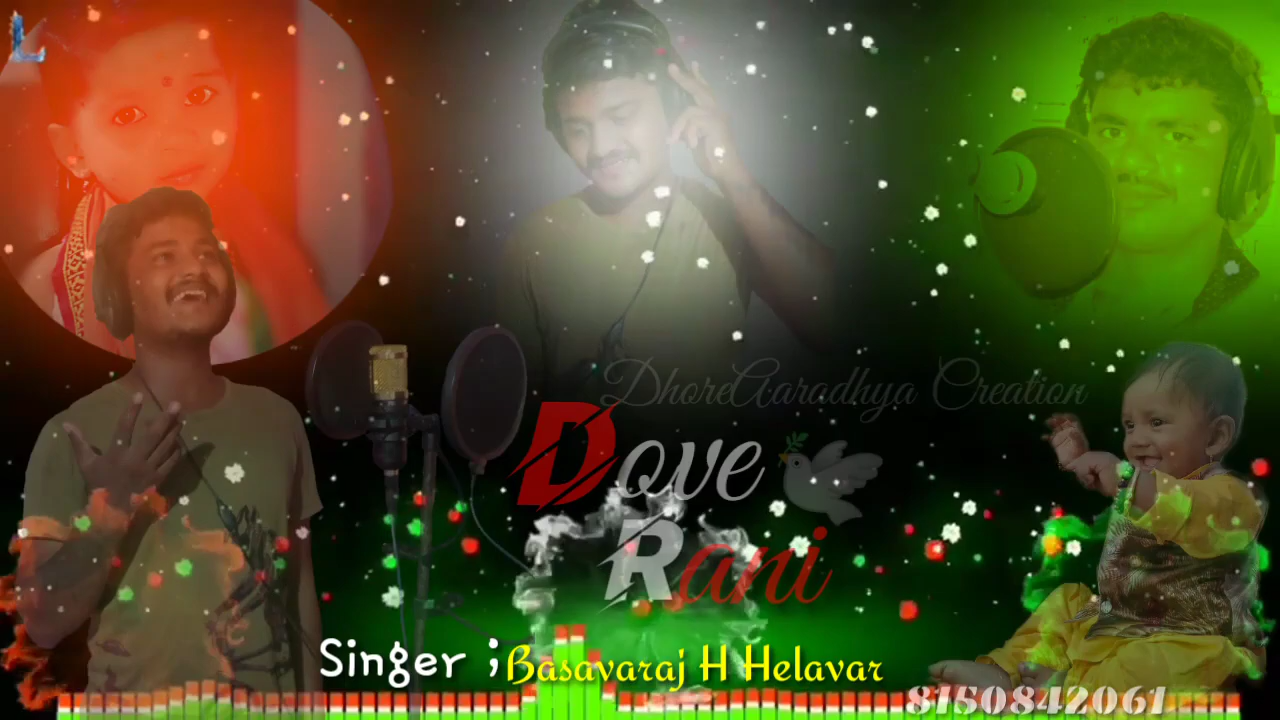 L
DhoreAaradhya Creation
Dove
Rani
Singer ; Basavaraj H Helavar
8150842061